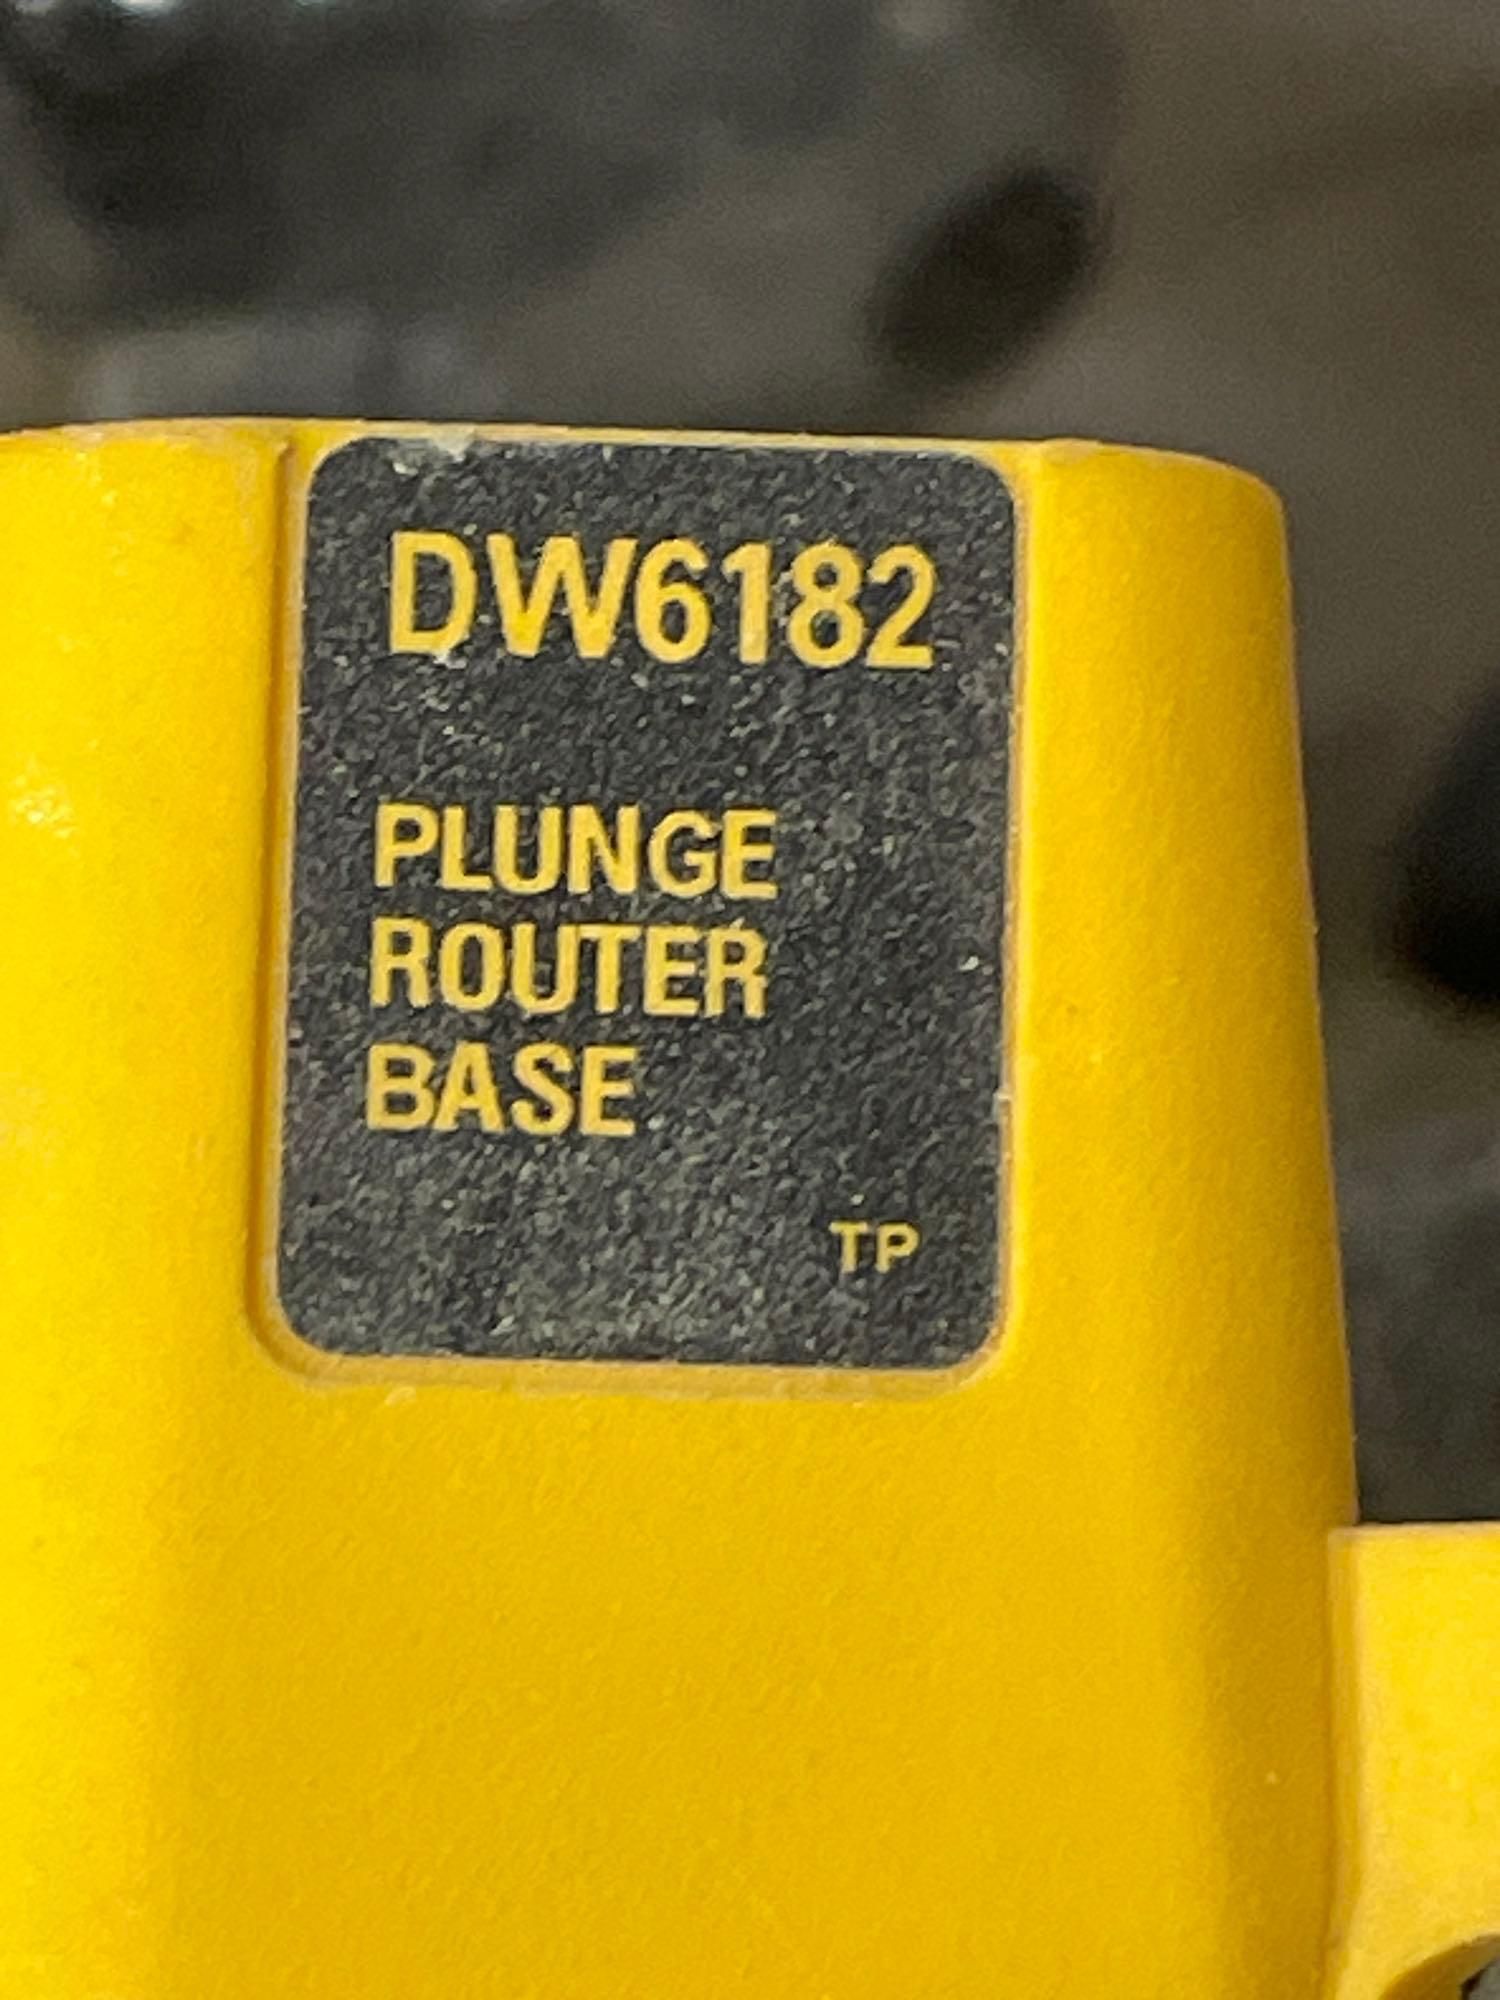 DW6182
PLUNGE
ROUTER
BASE
TP